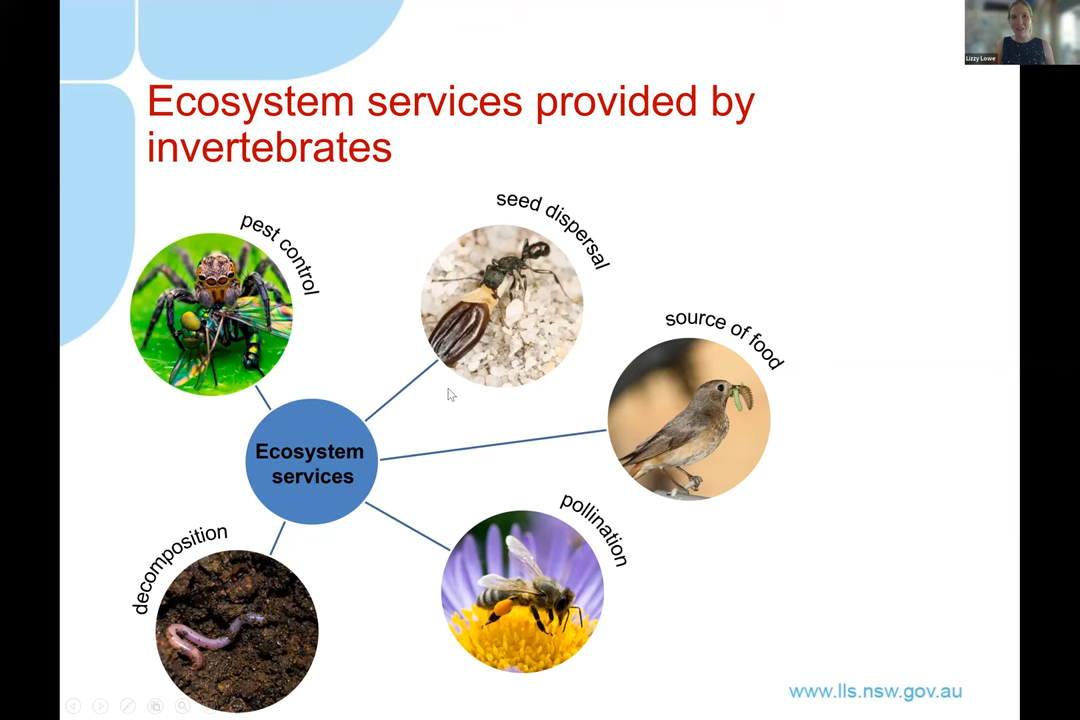 Lizzy Lowe
Ecosystem services provided by
invertebrates
seed dispersal
pest control
source of food
Ecosystem
services
pollination
decomposition
www.lls.nsw.gov.au